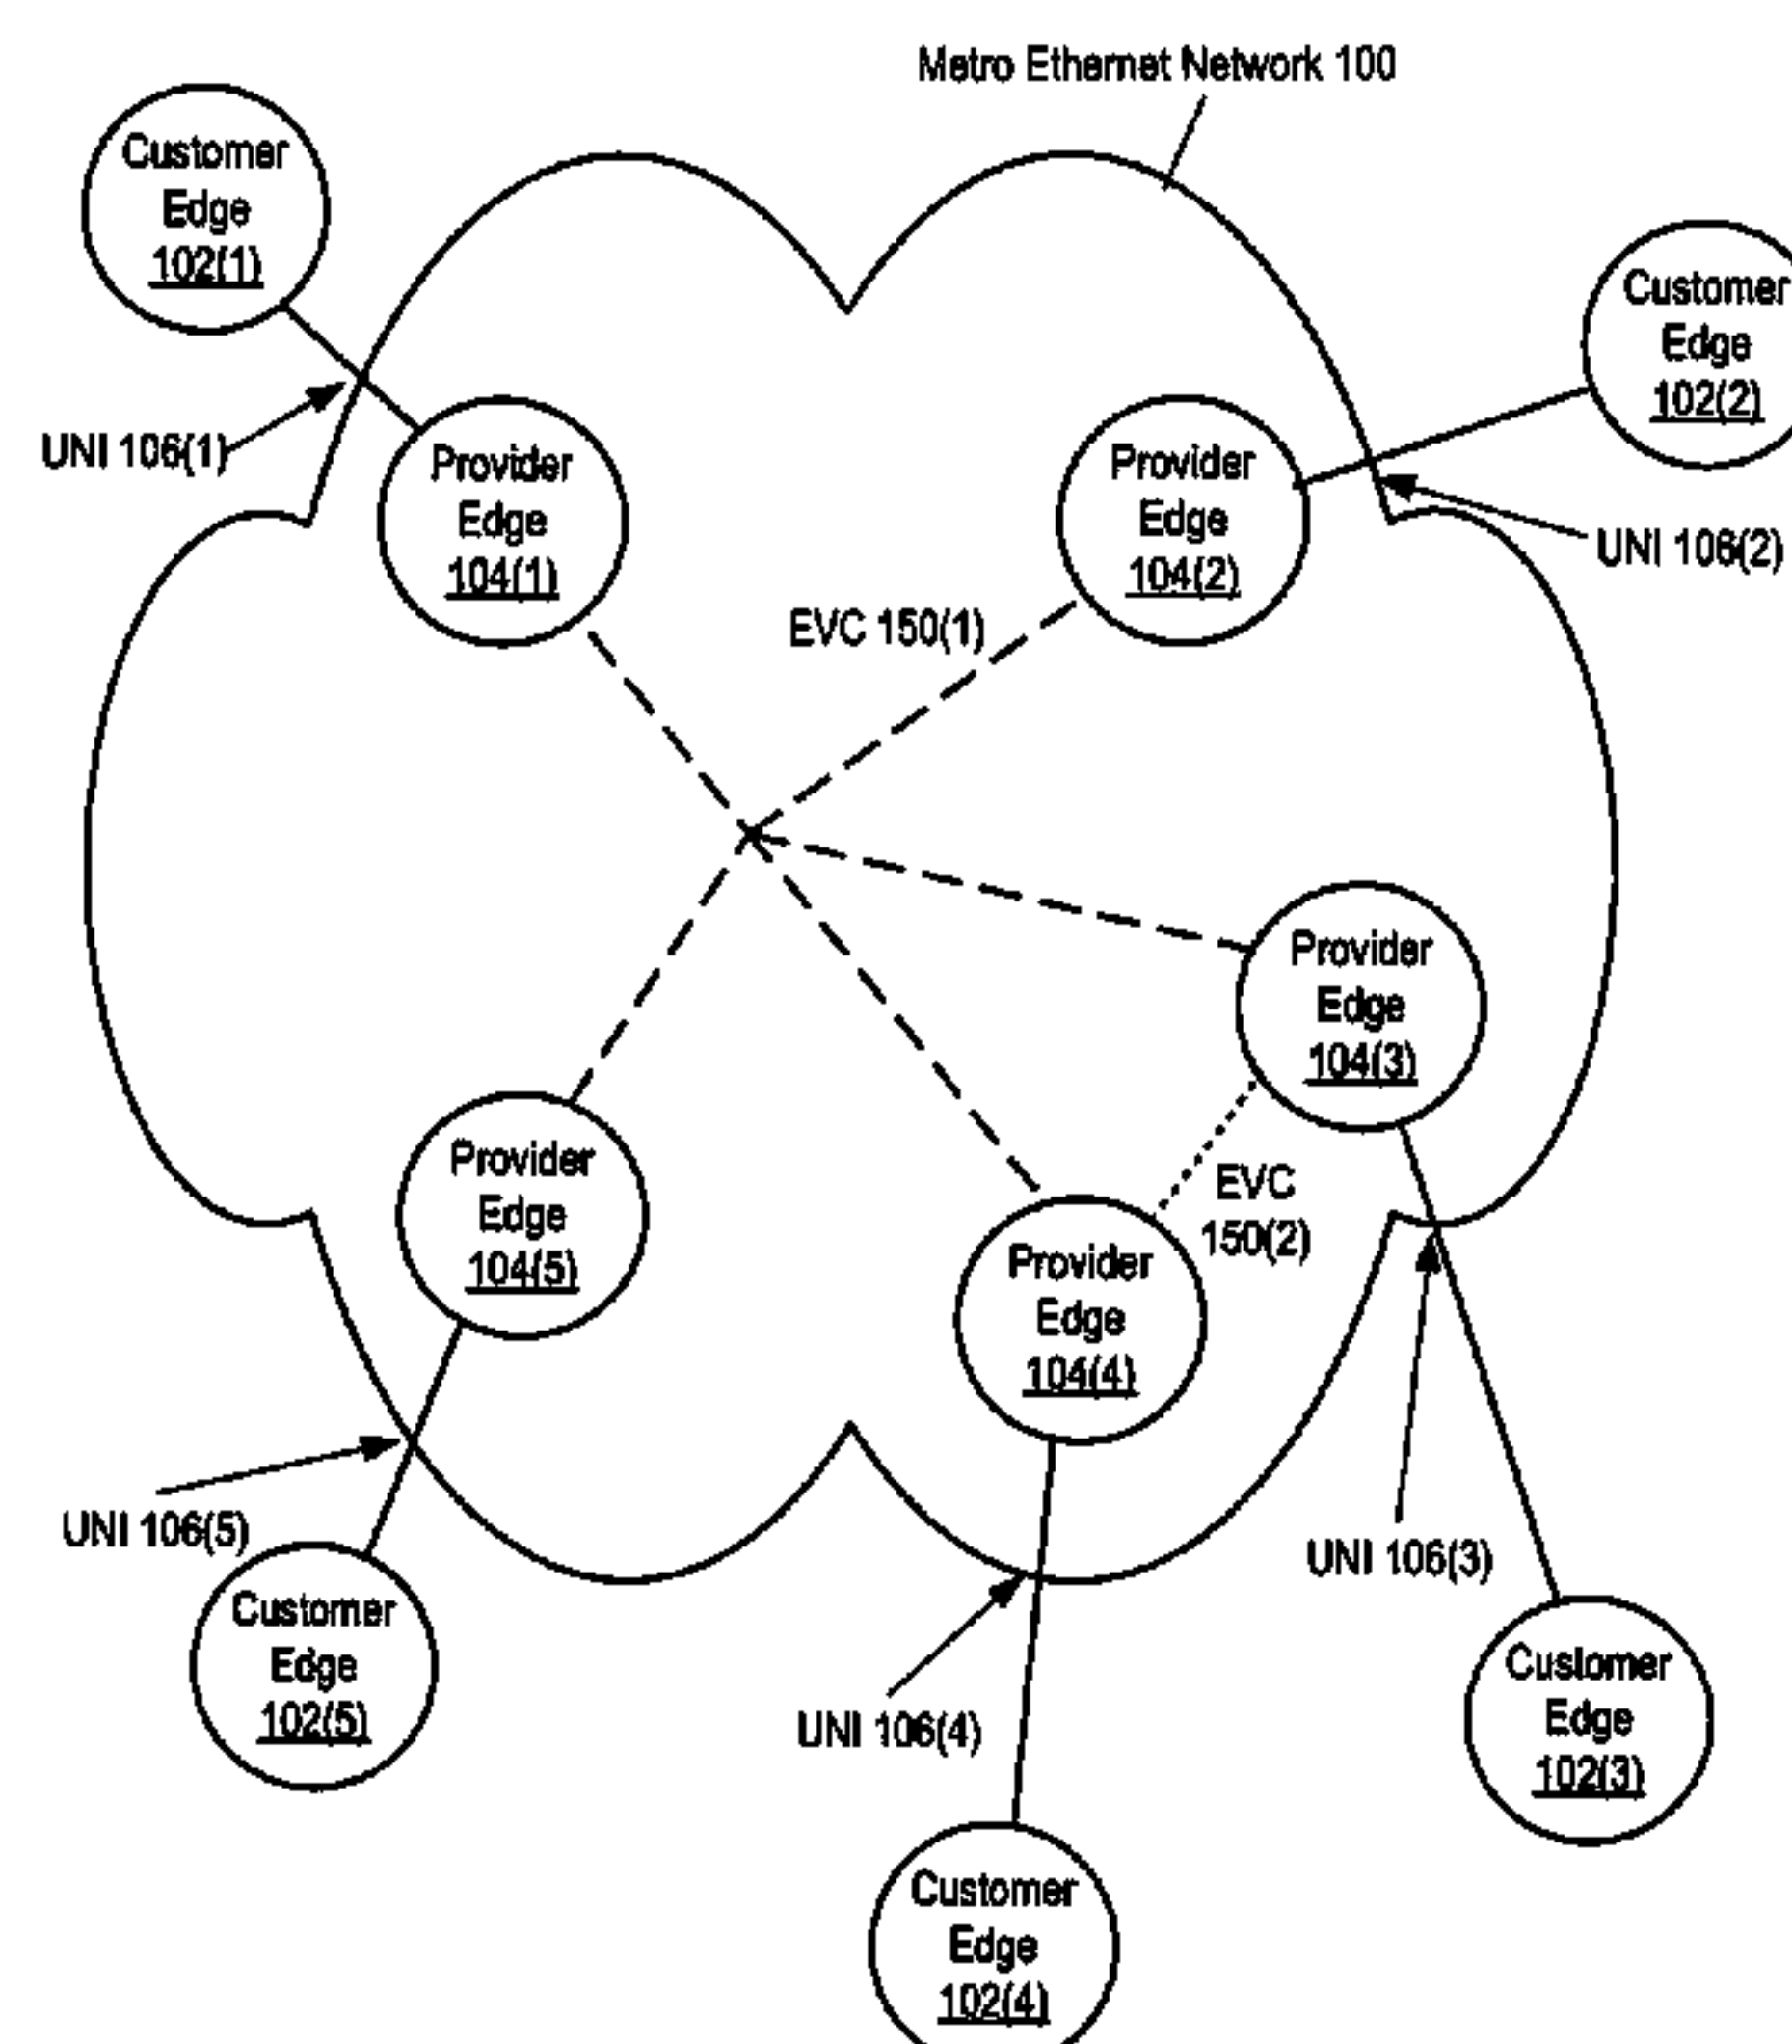 Metro Ethernet Network 100
Customer
Edge
102(1)
Customer
Edge
102(2)
UNI 106(1)
Provider
Edge
104(1)
Provider
Edge
104(2)
UNI 106(2)
EVC 150(1)
Provider
Edge
104(3)
Provider
Edge
104(5)
EVC
150(2)
Provider
Edge
104(4)
UNI 106(5)
UNI 106(3)
Customer
Edge
102(5)
UNI 106(4)
Customer
Edge
102(3)
Customer
Edge
102(4)